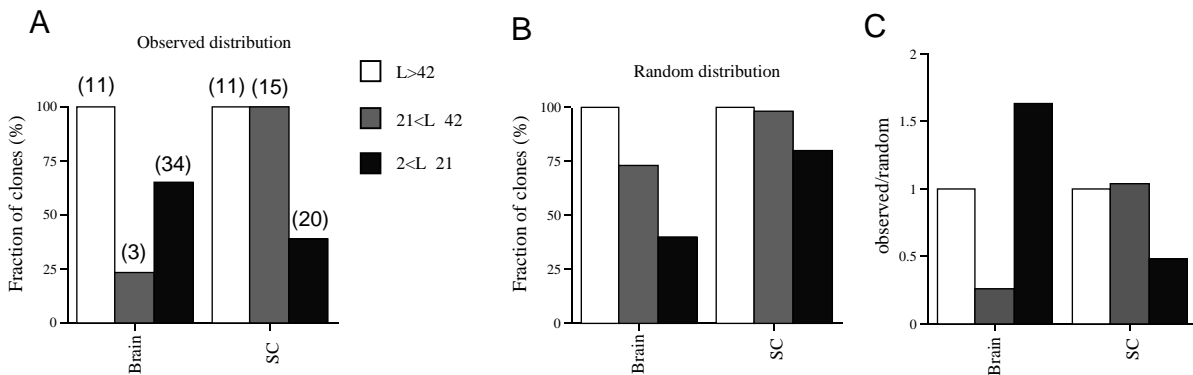 A
Observed distribution
Fraction of clones (%)
100
75
50
25
0
(11)
(3)
(34)
(11)
(15)
(20)
Brain
SC
L>42
21<L 42
2<L 21
B
Random distribution
Fraction of clones (%)
100
75
50
25
0
Brain
SC
C
observed/random
2
1.5
1
0.5
0
Brain
SC